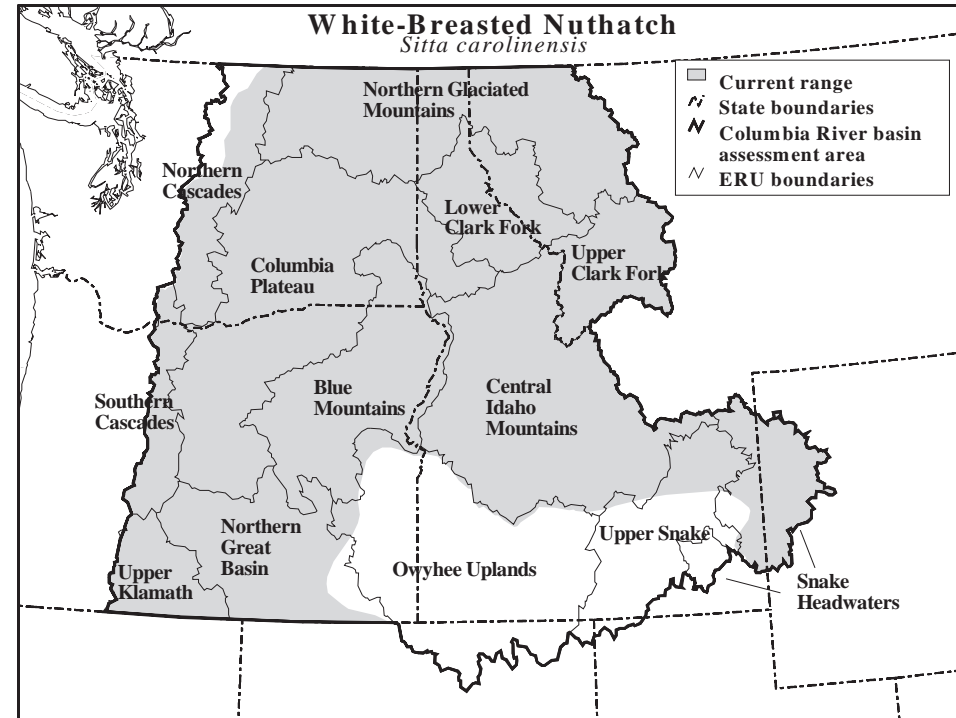 White-Breasted Nuthatch
Sitta carolinensis
Current range
State boundaries
Columbia River basin
assessment area
ERU boundaries
Northern Glaciated
Mountains
Northern
Cascades
Lower
Clark Fork
Upper
Clark Fork
Columbia
Plateau
Southern
Cascades
Blue
Mountains
Central
Idaho
Mountains
Northern
Great
Basin
Upper Snake
Owyhee Uplands
Upper
Klamath
Snake
Headwaters